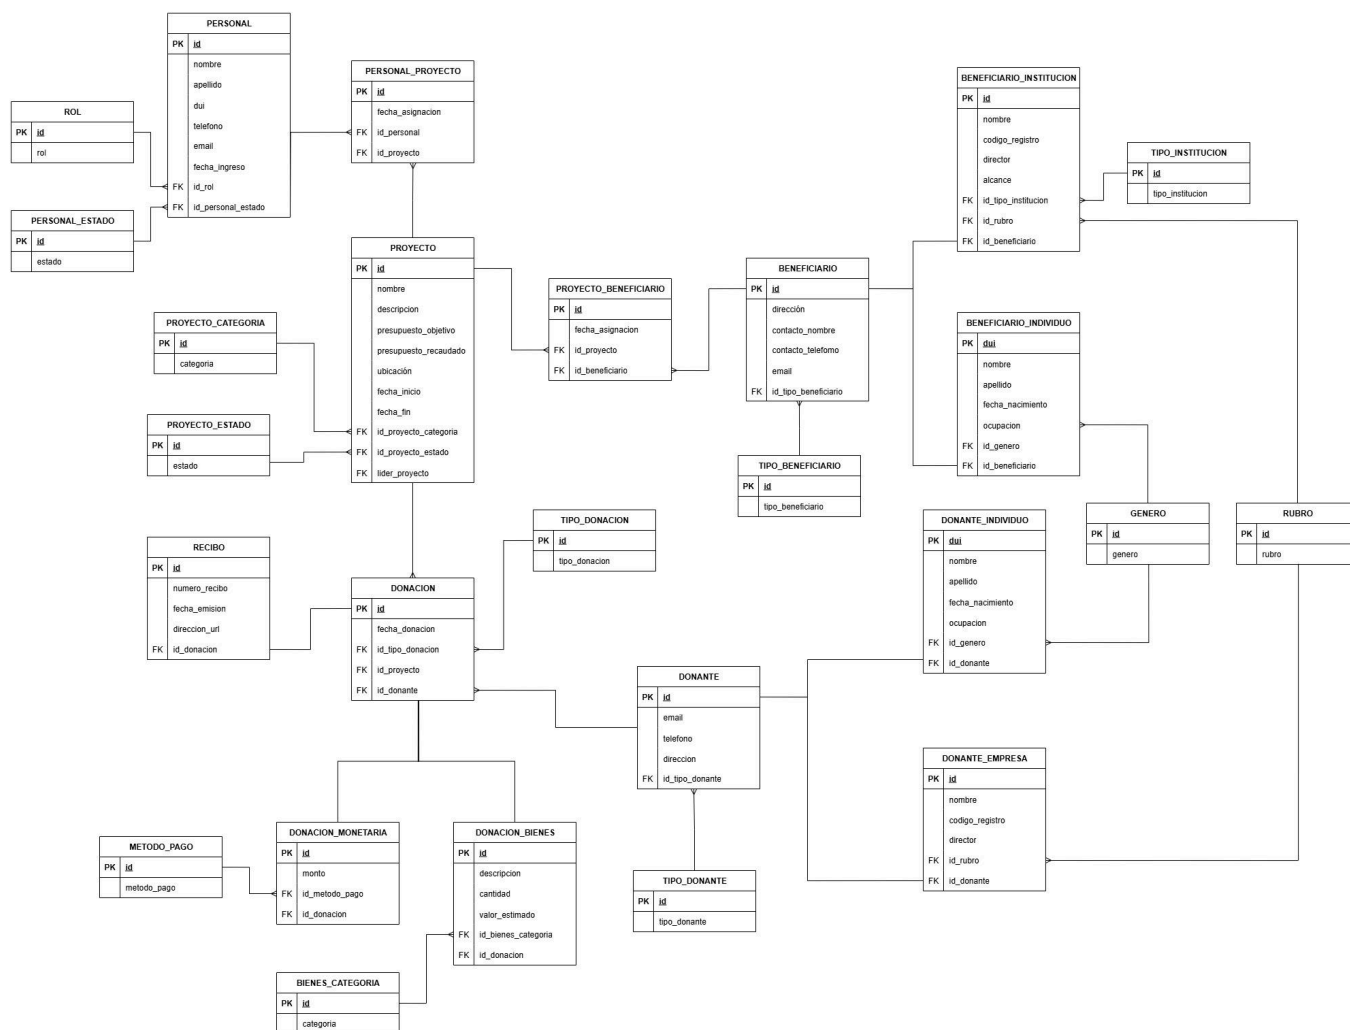 PERSONAL
PK id
nombre
apellido
dui
telefono
email
fecha_ingreso
FK id_rol
FK id_personal_estado
PERSONAL_PROYECTO
PK id
fecha_asignacion
FK id_personal
FK id_proyecto
ROL
PK id
rol
PERSONAL_ESTADO
PK id
estado
PROYECTO
PK id
nombre
descripcion
presupuesto_objetivo
presupuesto_recaudado
ubicación
fecha_inicio
fecha_fin
FK id_proyecto_categoria
FK id_proyecto_estado
FK lider_proyecto
PROYECTO_CATEGORIA
PK id
categoria
PROYECTO_ESTADO
PK id
estado
PROYECTO_BENEFICIARIO
PK id
fecha_asignacion
FK id_proyecto
FK id_beneficiario
BENEFICIARIO
PK id
dirección
contacto_nombre
contacto_telefomo
email
FK id_tipo_beneficiario
TIPO_BENEFICIARIO
PK id
tipo_beneficiario
BENEFICIARIO_INSTITUCION
PK id
nombre
codigo_registro
director
alcance
FK id_tipo_institucion
FK id_rubro
FK id_beneficiario
TIPO_INSTITUCION
PK id
tipo_institucion
BENEFICIARIO_INDIVIDUO
PK dui
nombre
apellido
fecha_nacimiento
ocupacion
FK id_genero
FK id_beneficiario
GENERO
PK id
genero
RUBRO
PK id
rubro
RECIBO
PK id
numero_recibo
fecha_emision
direccion_url
FK id_donacion
TIPO_DONACION
PK id
tipo_donacion
DONACION
PK id
fecha_donacion
FK id_tipo_donacion
FK id_proyecto
FK id_donante
DONANTE_INDIVIDUO
PK dui
nombre
apellido
fecha_nacimiento
ocupacion
FK id_genero
FK id_donante
DONANTE
PK id
email
telefono
direccion
FK id_tipo_donante
DONANTE_EMPRESA
PK id
nombre
codigo_registro
director
FK id_rubro
FK id_donante
TIPO_DONANTE
PK id
tipo_donante
METODO_PAGO
PK id
metodo_pago
DONACION_MONETARIA
PK id
monto
FK id_metodo_pago
FK id_donacion
DONACION_BIENES
PK id
descripcion
cantidad
valor_estimado
FK id_bienes_categoria
FK id_donacion
BIENES_CATEGORIA
PK id
categoria